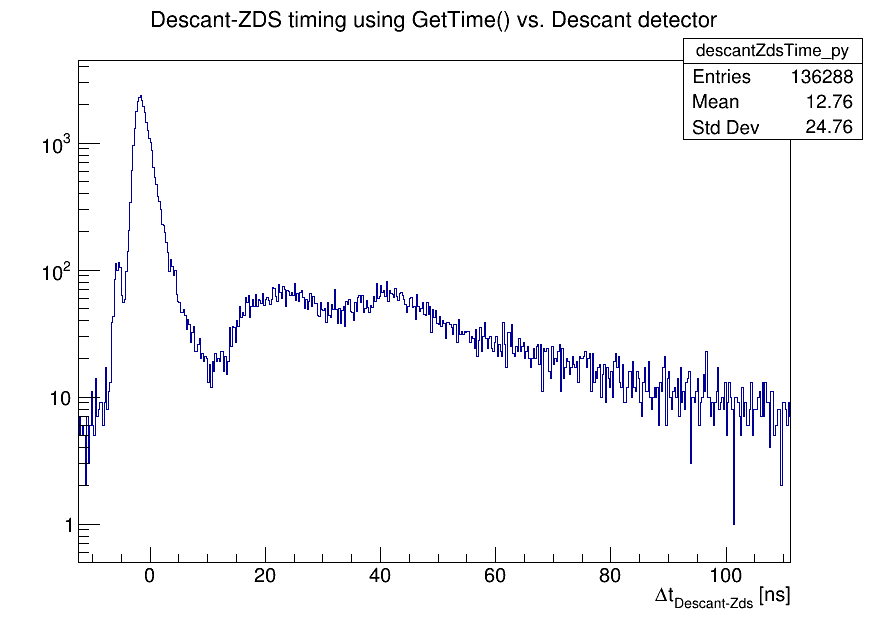 Descant-ZDS timing using GetTime() vs. Descant detector
descantZdsTime_py
Entries 136288
Mean 12.76
Std Dev 24.76
10³
10²
10
1
0 20 40 60 80 100
Δt_Descant-Zds [ns]